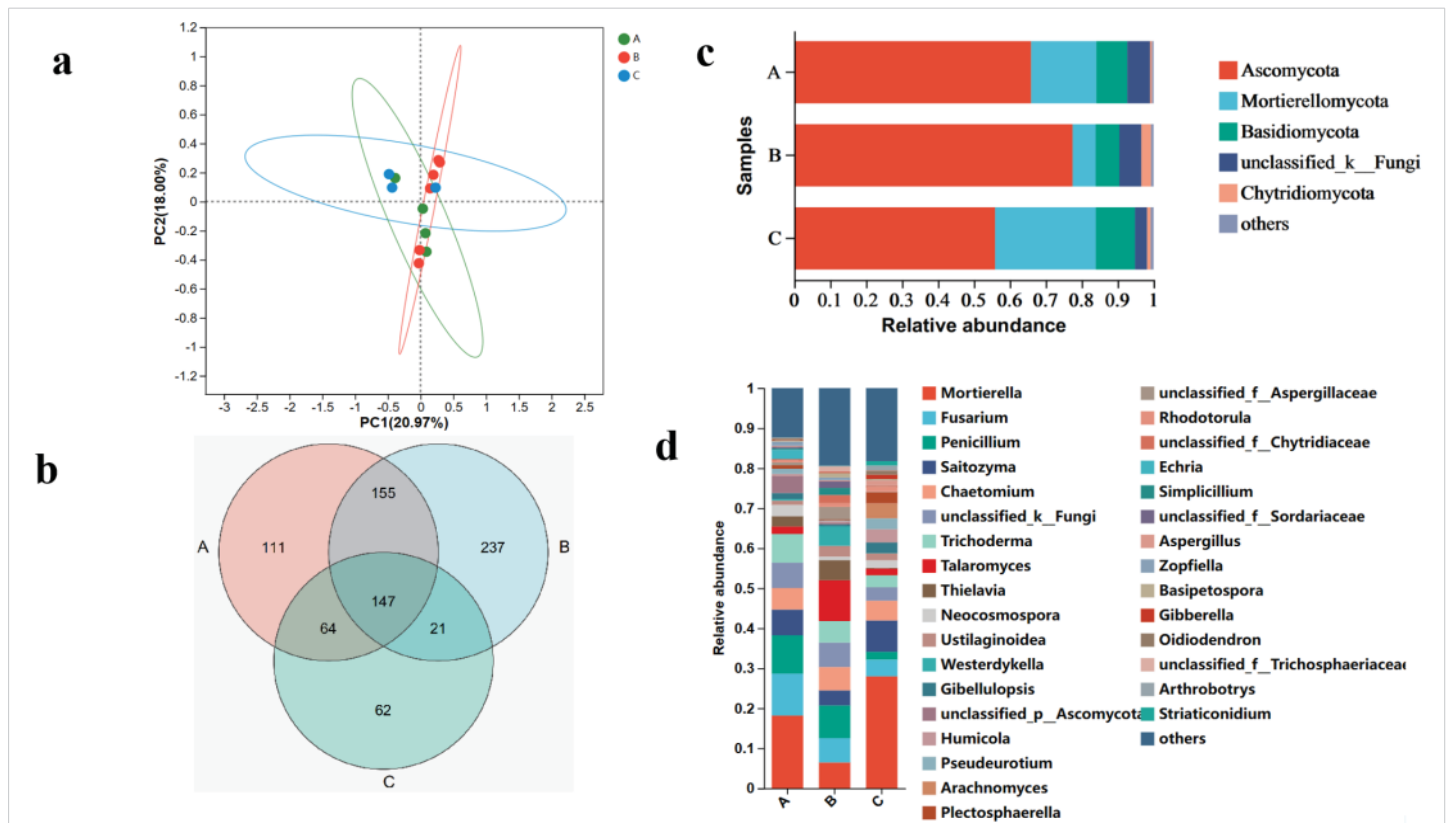 a
1.2
1
0.8
0.6
0.4
0.2
0
-0.2
-0.4
-0.6
-0.8
-1
-1.2
PC2(18.00%)
-3 -2.5 -2 -1.5 -1 -0.5 0 0.5 1 1.5 2 2.5
PC1(20.97%)
A
B
C
b
A
B
C
155
111
237
147
64
21
62
c
Samples
A
B
C
0 0.1 0.2 0.3 0.4 0.5 0.6 0.7 0.8 0.9 1
Relative abundance
Ascomycota
Mortierellomycota
Basidiomycota
unclassified_k__Fungi
Chytridiomycota
others
d
Relative abundance
1
0.9
0.8
0.7
0.6
0.5
0.4
0.3
0.2
0.1
0
A B C
Mortierella
Fusarium
Penicillium
Saitozyma
Chaetomium
unclassified_k__Fungi
Trichoderma
Talaromyces
Thielavia
Neocosmospora
Ustilaginoidea
Westerdykella
Gibellulopsis
unclassified_p__Ascomycota
Humicola
Pseudeurotium
Arachnomyces
Plectosphaerella
unclassified_f__Aspergillaceae
Rhodotorula
unclassified_f__Chytridiaceae
Echria
Simplicillium
unclassified_f__Sordariaceae
Aspergillus
Zopfiella
Basipetospora
Gibberella
Oidiodendron
unclassified_f__Trichosphaeriaceae
Arthrobotrys
Striaticonidium
others